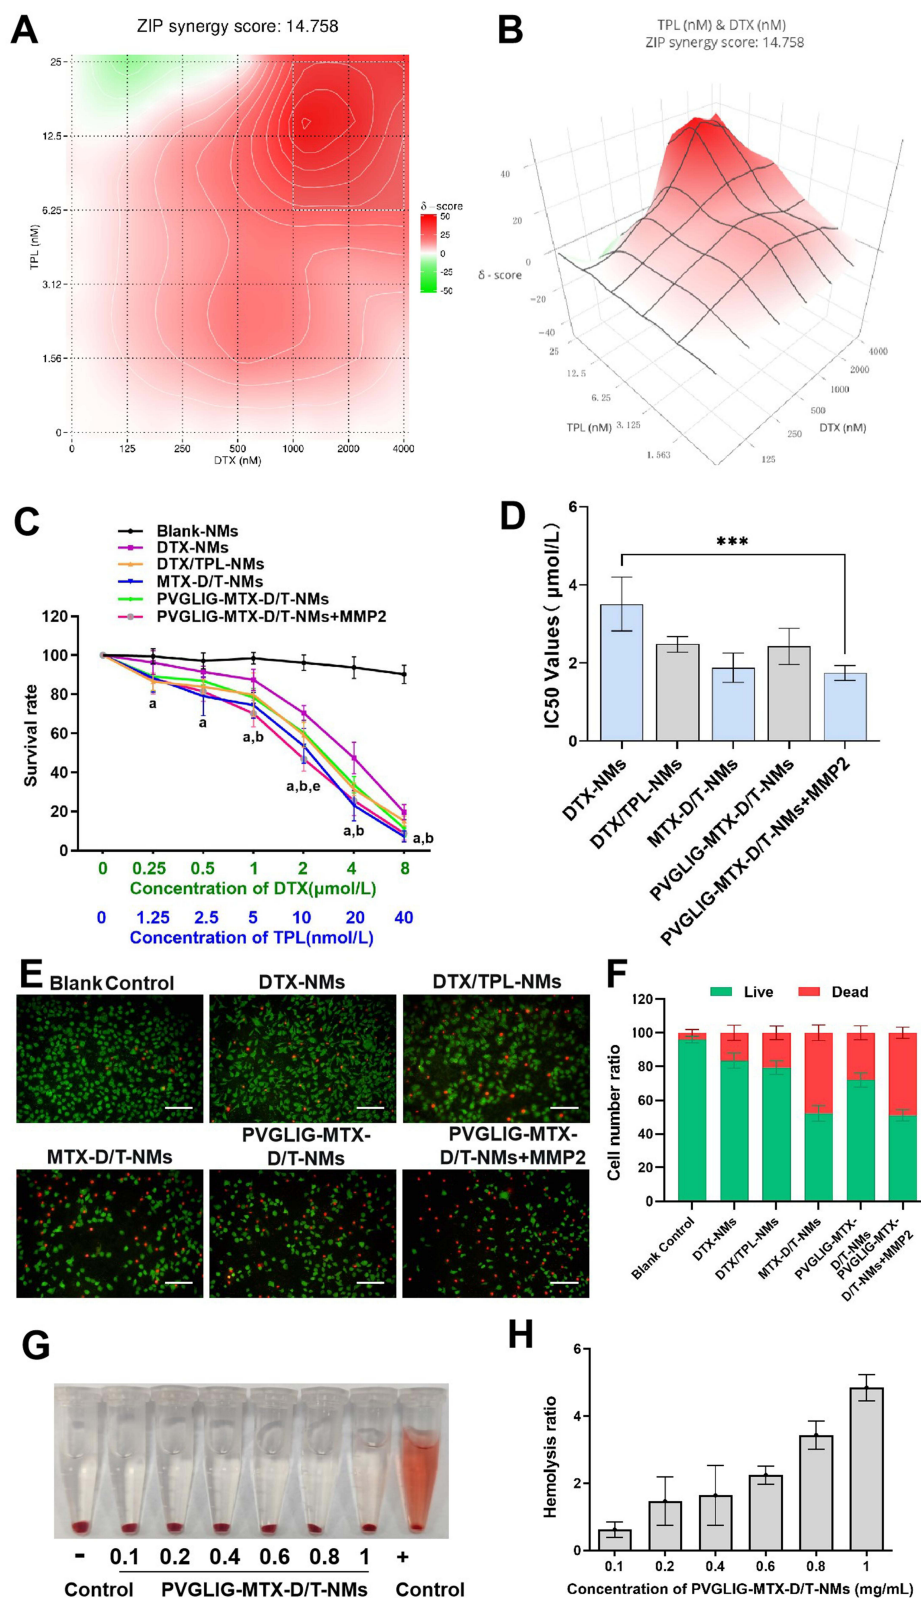 A
ZIP synergy score: 14.758
25
12.5
6.25
3.12
1.56
0
TPL (nM)
0 125 250 500 1000 2000 4000
DTX (nM)
δ-score
50
25
0
-25
-50
B
TPL (nM) & DTX (nM)
ZIP synergy score: 14.758
40
20
0
δ - score
-20
-40
25
12.5
6.25
3.125
1.563
TPL (nM)
4000
2000
1000
500
250
125
DTX (nM)
C
Blank-NMs
DTX-NMs
DTX/TPL-NMs
MTX-D/T-NMs
PVGLIG-MTX-D/T-NMs
PVGLIG-MTX-D/T-NMs+MMP2
120
100
80
60
40
20
0
Survival rate
a
a
a,b
a,b,e
a,b
a,b
0 0.25 0.5 1 2 4 8
Concentration of DTX(μmol/L)
0 1.25 2.5 5 10 20 40
Concentration of TPL(nmol/L)
D
***
6
4
2
0
IC50 Values( μmol/L)
DTX-NMs
DTX/TPL-NMs
MTX-D/T-NMs
PVGLIG-MTX-D/T-NMs
PVGLIG-MTX-D/T-NMs+MMP2
E
Blank Control
DTX-NMs
DTX/TPL-NMs
MTX-D/T-NMs
PVGLIG-MTX-
D/T-NMs
PVGLIG-MTX-
D/T-NMs+MMP2
F
Live
Dead
120
100
80
60
40
20
0
Cell number ratio
Blank Control
DTX-NMs
DTX/TPL-NMs
MTX-D/T-NMs
PVGLIG-MTX-
D/T-NMs
PVGLIG-MTX-
D/T-NMs+MMP2
G
- 0.1 0.2 0.4 0.6 0.8 1 +
Control PVGLIG-MTX-D/T-NMs Control
H
6
4
2
0
Hemolysis ratio
0.1 0.2 0.4 0.6 0.8 1
Concentration of PVGLIG-MTX-D/T-NMs (mg/mL)